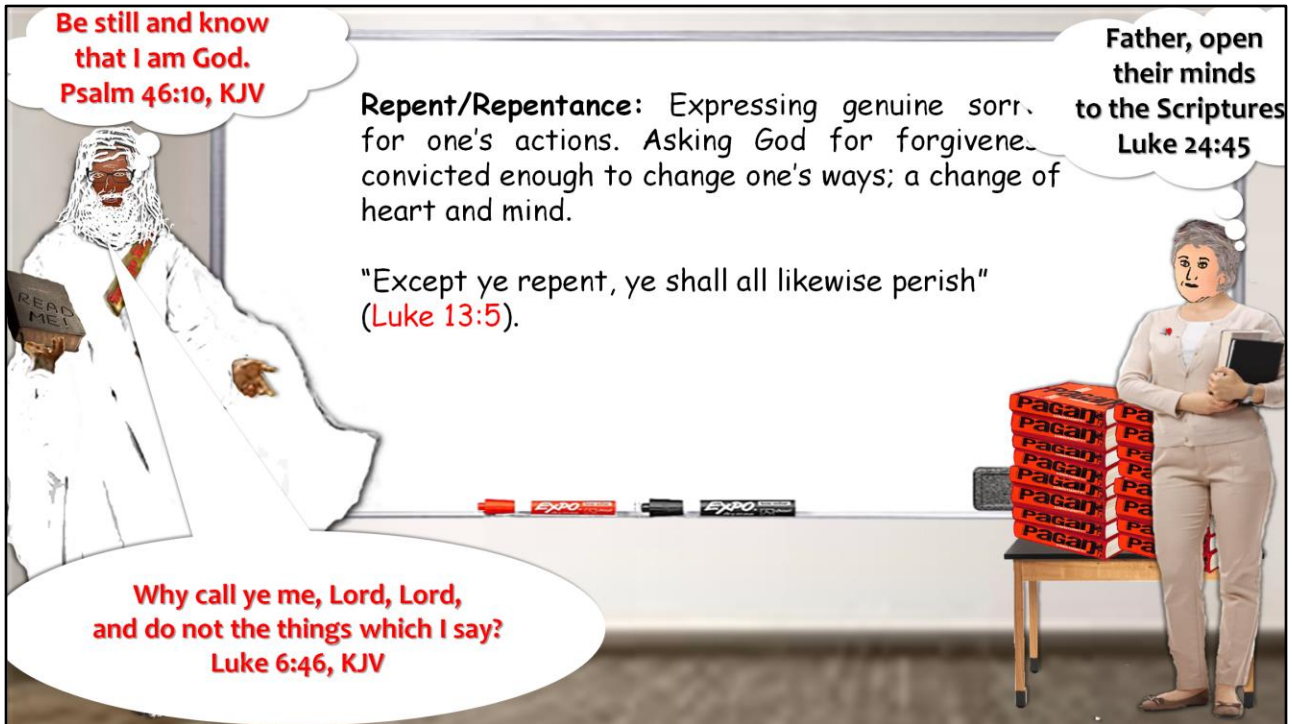 Be still and know
that I am God.
Psalm 46:10, KJV
Father, open
their minds
to the Scriptures
Luke 24:45
Repent/Repentance: Expressing genuine
for one's actions. Asking God for
convicted enough to change one's ways; a change of
heart and mind.
"Except ye repent, ye shall all likewise perish"
(Luke 13:5).
READ
ME!
EXPO
EXPO
Pagan
Pagan
Pagan
Pagan
Pagan
Pagan
Pagan
Pagan
Why call ye me, Lord, Lord,
and do not the things which I say?
Luke 6:46, KJV